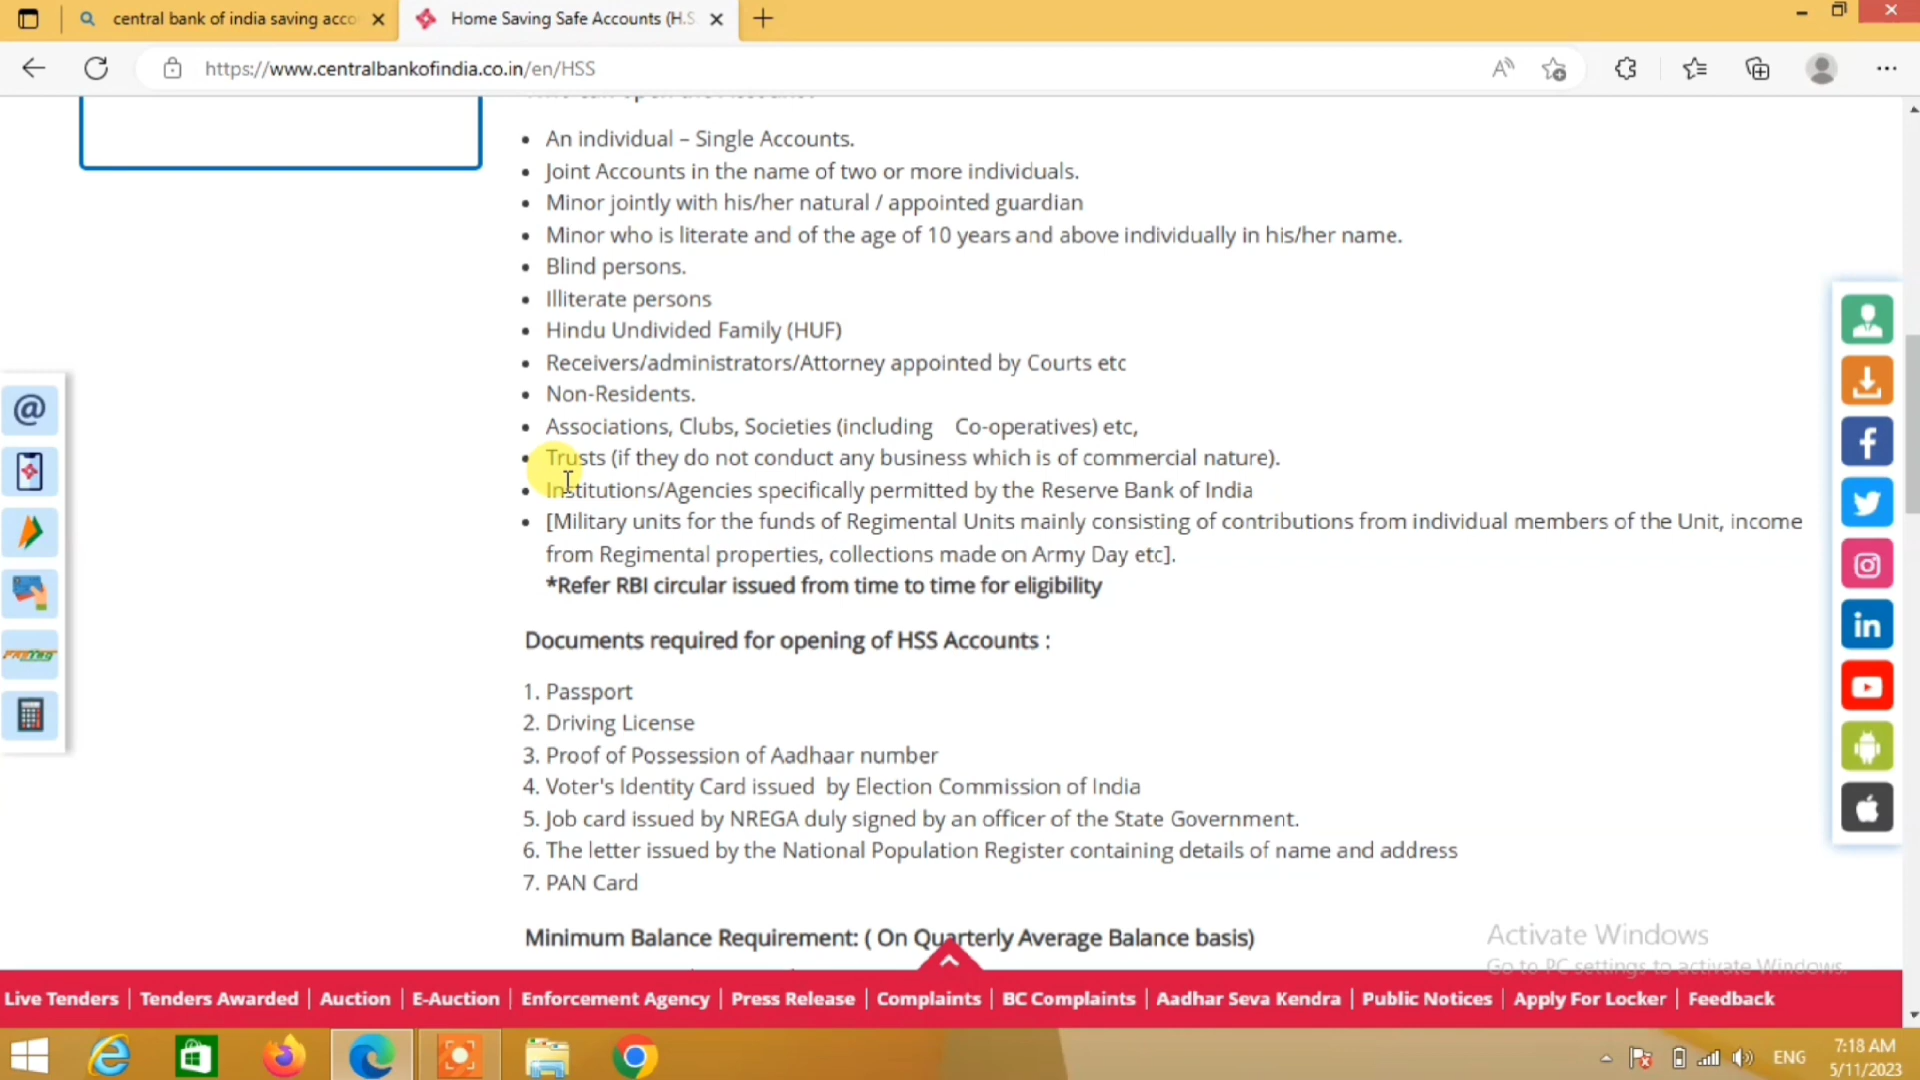 central bank of india saving acco
Home Saving Safe Accounts (H.S
https://www.centralbankofindia.co.in/en/HSS
An individual – Single Accounts.
Joint Accounts in the name of two or more individuals.
Minor jointly with his/her natural / appointed guardian
Minor who is literate and of the age of 10 years and above individually in his/her name.
Blind persons.
Illiterate persons
Hindu Undivided Family (HUF)
Receivers/administrators/Attorney appointed by Courts etc
Non-Residents.
Associations, Clubs, Societies (including Co-operatives) etc,
Trusts (if they do not conduct any business which is of commercial nature).
Institutions/Agencies specifically permitted by the Reserve Bank of India
[Military units for the funds of Regimental Units mainly consisting of contributions from individual members of the Unit, income
from Regimental properties, collections made on Army Day etc].
*Refer RBI circular issued from time to time for eligibility
Documents required for opening of HSS Accounts :
1. Passport
2. Driving License
3. Proof of Possession of Aadhaar number
4. Voter's Identity Card issued by Election Commission of India
5. Job card issued by NREGA duly signed by an officer of the State Government.
6. The letter issued by the National Population Register containing details of name and address
7. PAN Card
Minimum Balance Requirement: ( On Quarterly Average Balance basis)
Activate Windows
Go to PC settings to activate Windows.
Live Tenders | Tenders Awarded | Auction | E-Auction | Enforcement Agency | Press Release | Complaints | BC Complaints | Aadhar Seva Kendra | Public Notices | Apply For Locker | Feedback
ENG
7:18 AM
5/11/2023